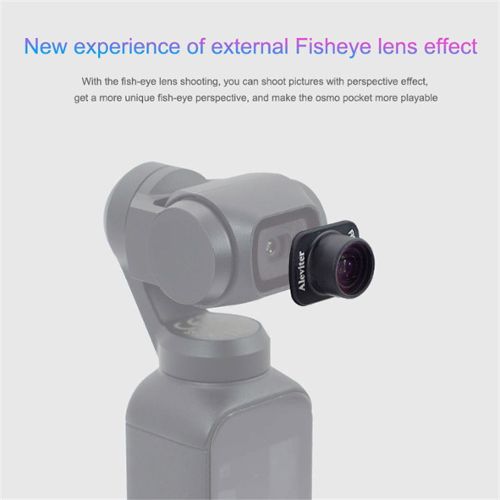 New experience of external Fisheye lens effect
With the fish-eye lens shooting, you can shoot pictures with perspective effect,
get a more unique fish-eye perspective, and make the osmo pocket more playable
Aleviter